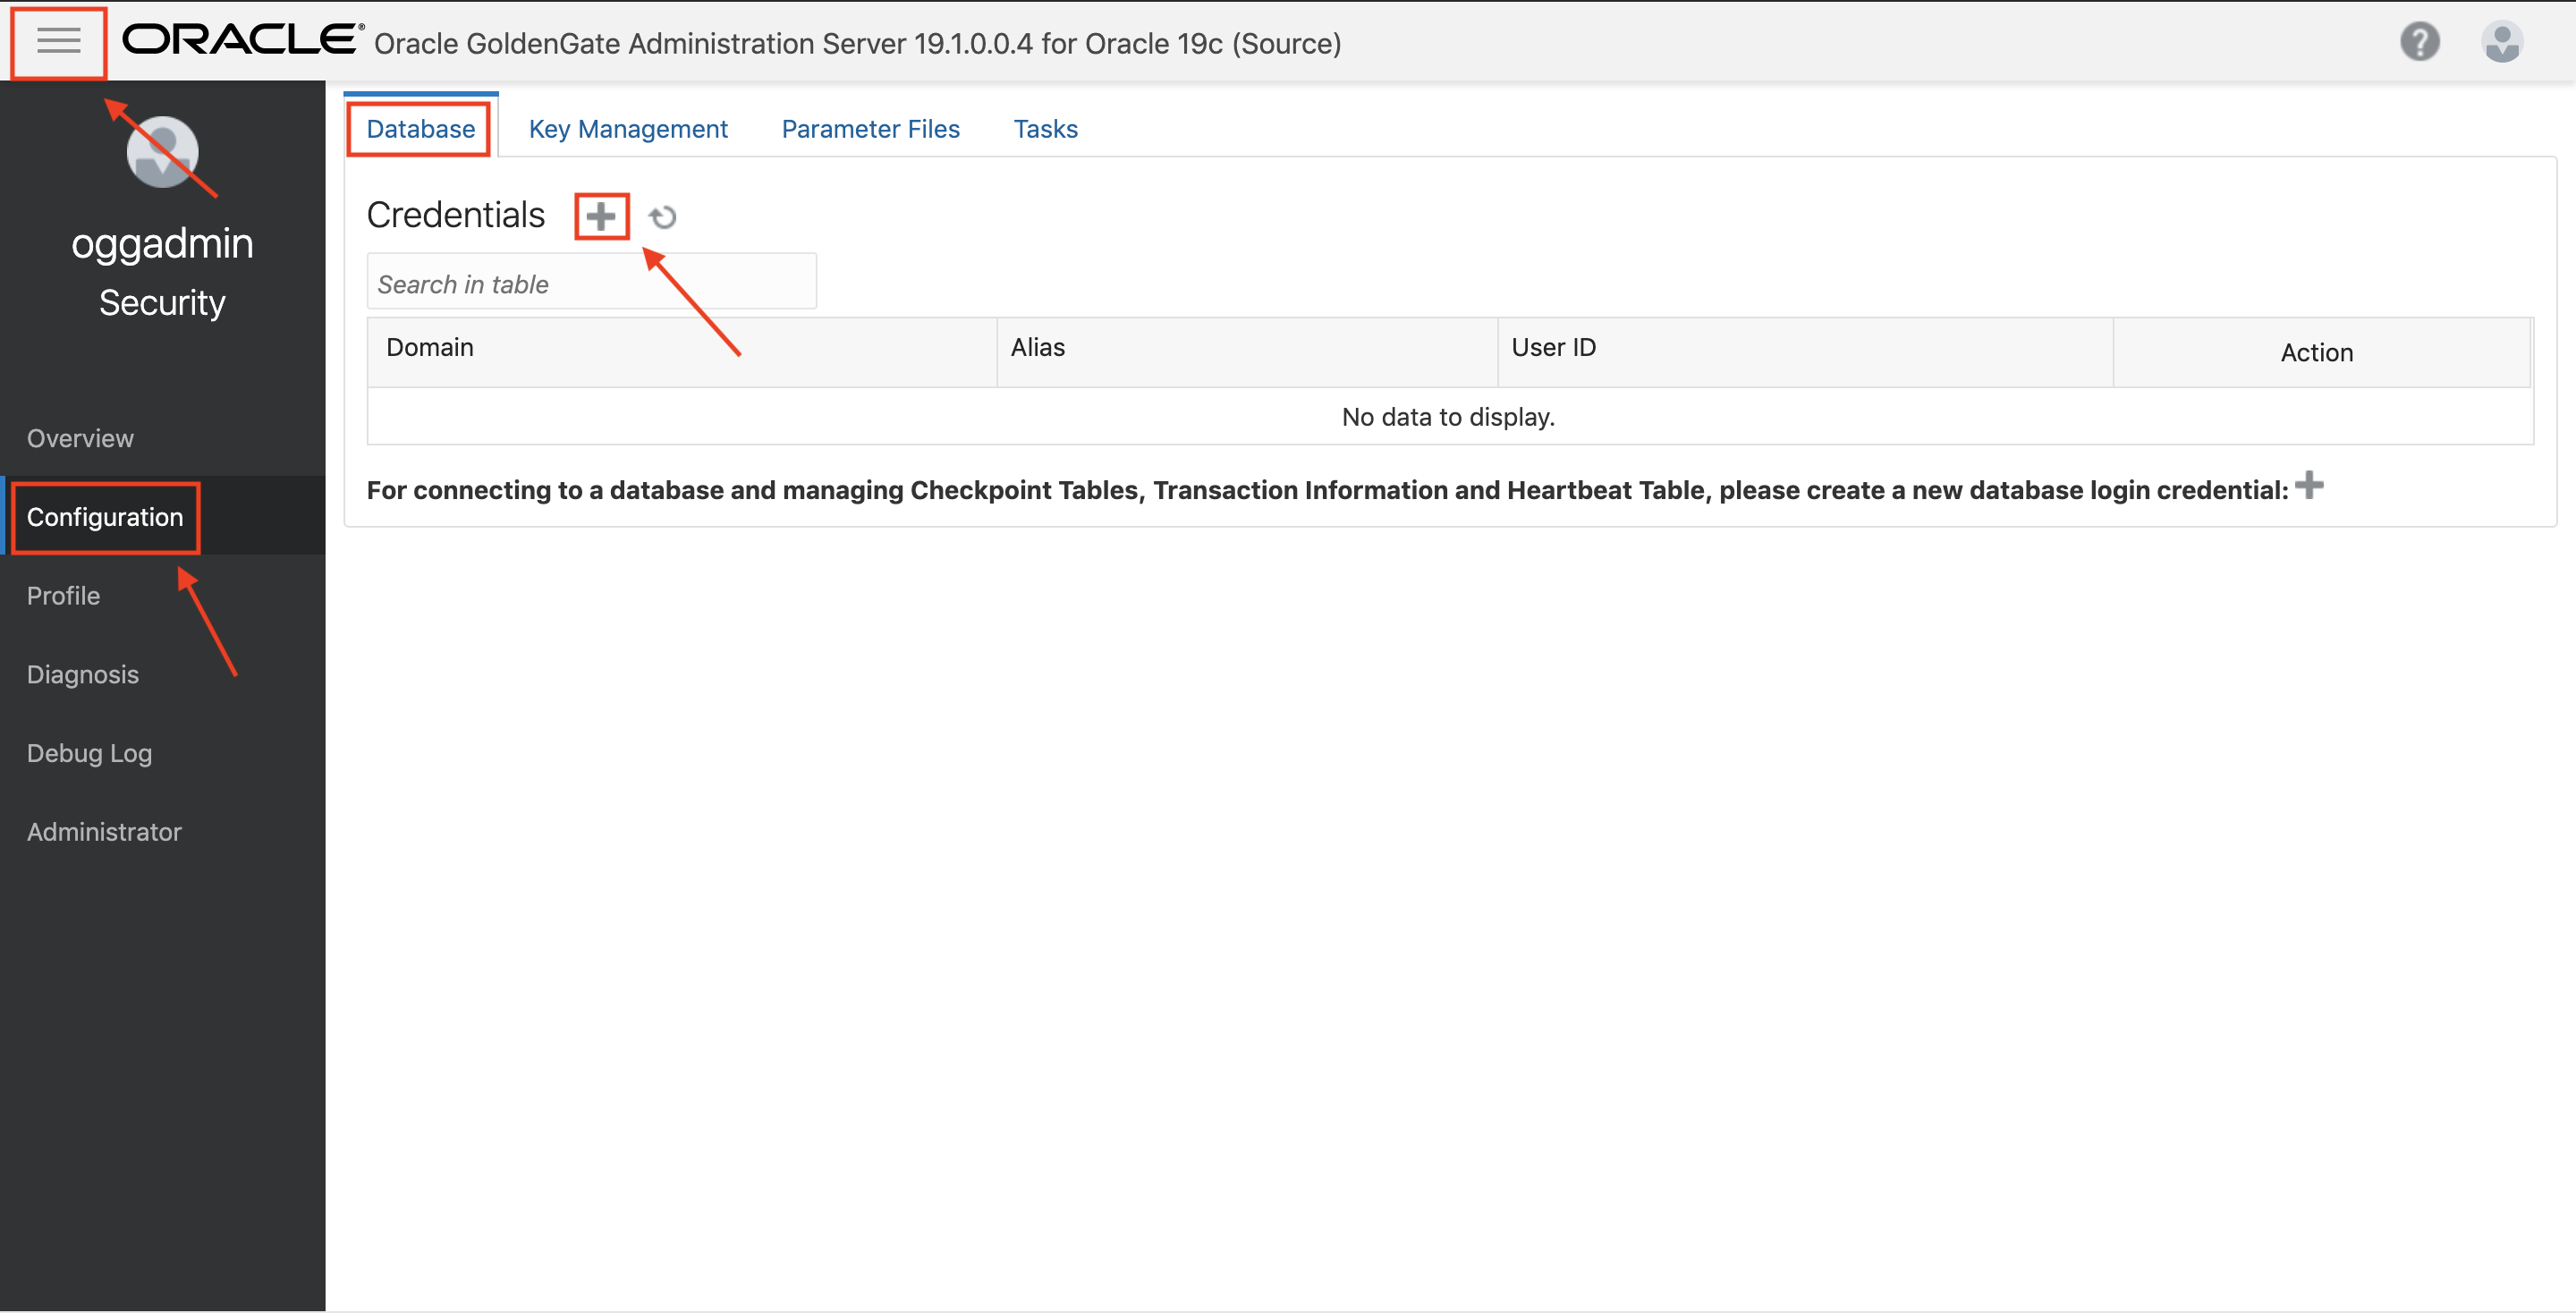 ORACLE® Oracle GoldenGate Administration Server 19.1.0.0.4 for Oracle 19c (Source)
?
oggadmin
Security
Overview
Configuration
Profile
Diagnosis
Debug Log
Administrator
Database Key Management Parameter Files Tasks
Credentials
Search in table
Domain Alias User ID Action
No data to display.
For connecting to a database and managing Checkpoint Tables, Transaction Information and Heartbeat Table, please create a new database login credential: